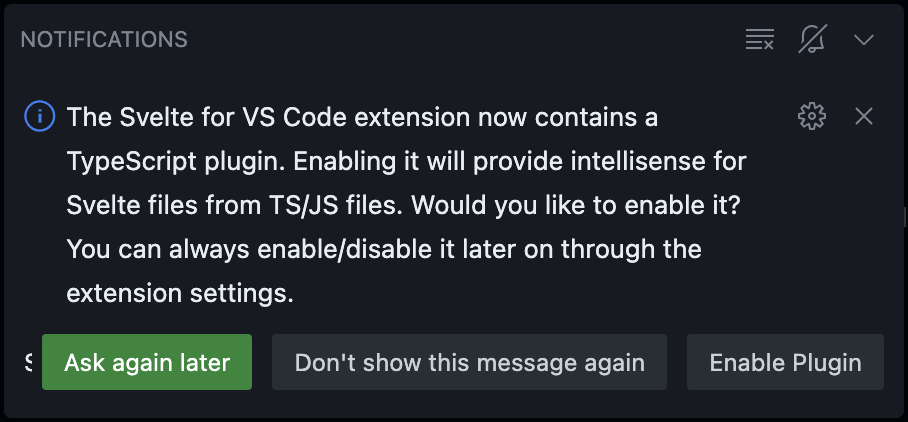 NOTIFICATIONS
The Svelte for VS Code extension now contains a
TypeScript plugin. Enabling it will provide intellisense for
Svelte files from TS/JS files. Would you like to enable it?
You can always enable/disable it later on through the
extension settings.
Ask again later Don't show this message again Enable Plugin